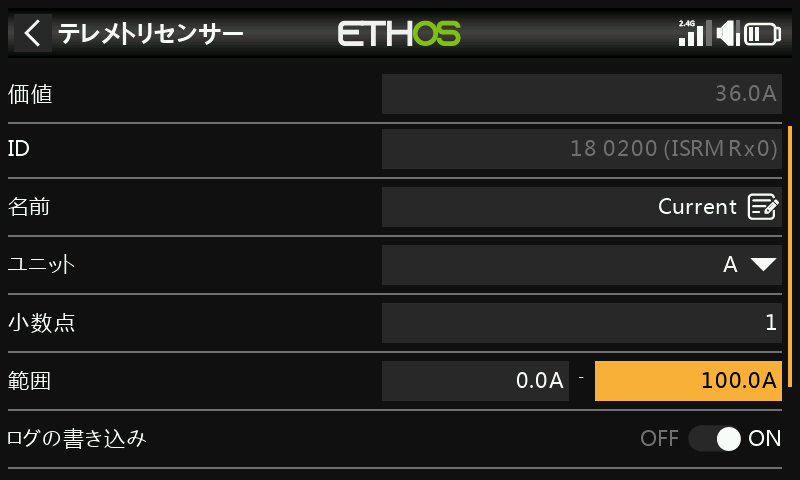 テレメトリセンサー
ETHOS
2.4G
価値 36.0A
ID 18 0200 (ISRM Rx0)
名前 Current
ユニット A
小数点 1
範囲 0.0A - 100.0A
ログの書き込み OFF ON